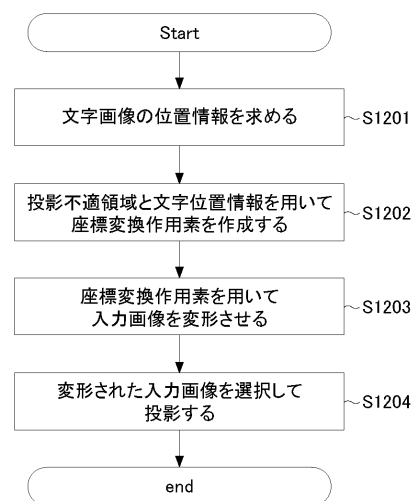 Start
文字画像の位置情報を求める
S1201
投影不適領域と文字位置情報を用いて
座標変換作用素を作成する
S1202
座標変換作用素を用いて
入力画像を変形させる
S1203
変形された入力画像を選択して
投影する
S1204
end